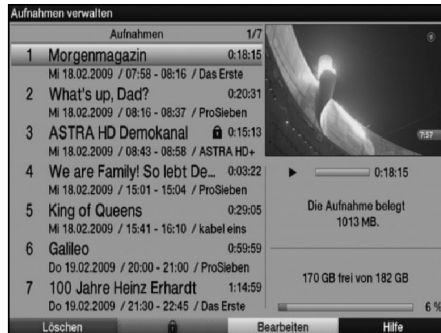 Aufnahmen verwalten
Aufnahmen 1/7
1 Morgenmagazin 0:18:15
Mi 18.02.2009 / 07:58 - 08:16 / Das Erste
2 What's up, Dad? 0:20:31
Mi 18.02.2009 / 08:16 - 08:37 / ProSieben
3 ASTRA HD Demokanal 0:15:13
Mi 18.02.2009 / 08:43 - 08:58 / ASTRA HD+
4 We are Family! So lebt De... 0:03:22
Mi 18.02.2009 / 15:01 - 15:04 / ProSieben
5 King of Queens 0:29:05
Mi 18.02.2009 / 15:41 - 16:10 / kabel eins
6 Galileo 0:59:59
Do 19.02.2009 / 20:00 - 21:00 / ProSieben
7 100 Jahre Heinz Erhardt 1:14:59
Do 19.02.2009 / 21:30 - 22:45 / Das Erste
7:57
0:18:15
Die Aufnahme belegt
1013 MB.
170 GB frei von 182 GB
6 %
Löschen Bearbeiten Hilfe